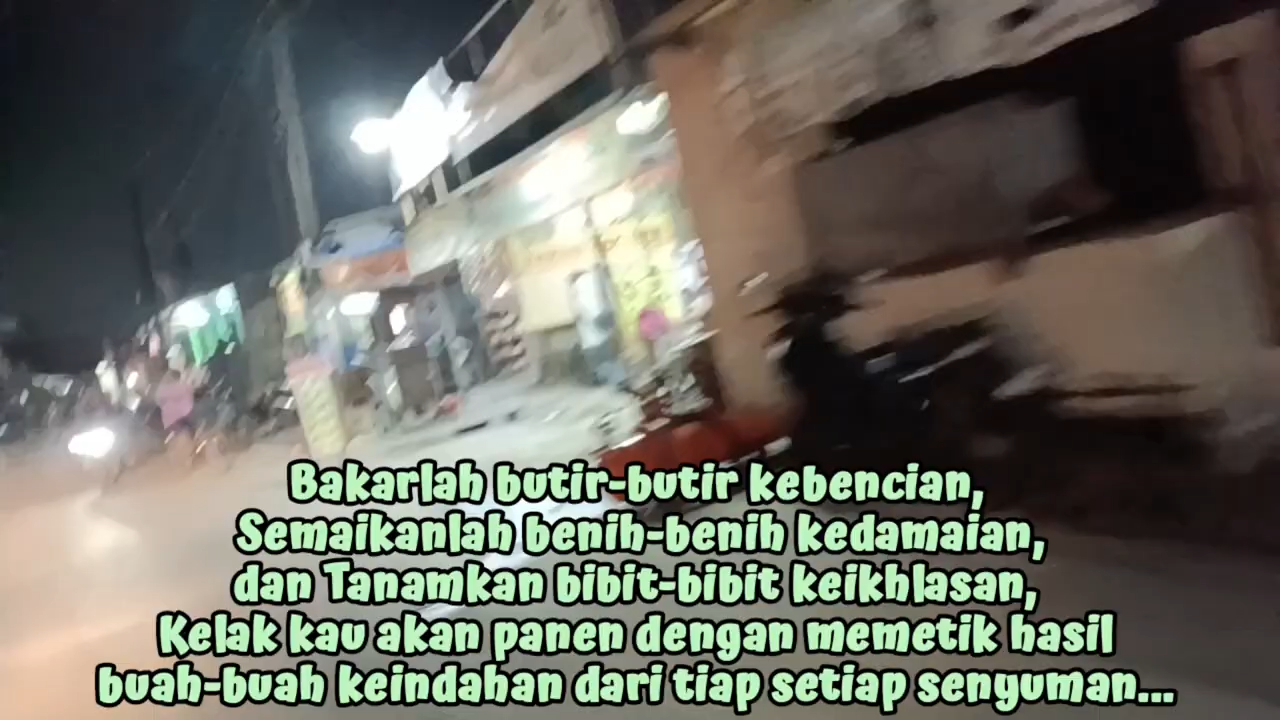 Bakarlah butir-butir kebencian,
Semaikanlah benih-benih kedamaian,
dan Tanamkan bibit-bibit keikhlasan,
Kelak kau akan panen dengan memetik hasil
buah-buah keindahan dari tiap setiap senyuman...